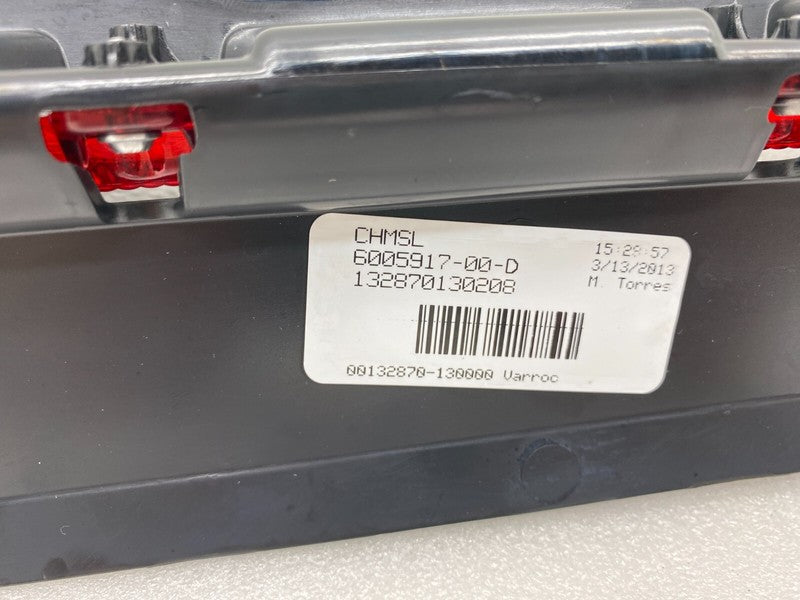 CHMSL
6005917-00-D
132870130208
15:28:57
3/13/2013
M. Torres
00132870-130000 Varroc